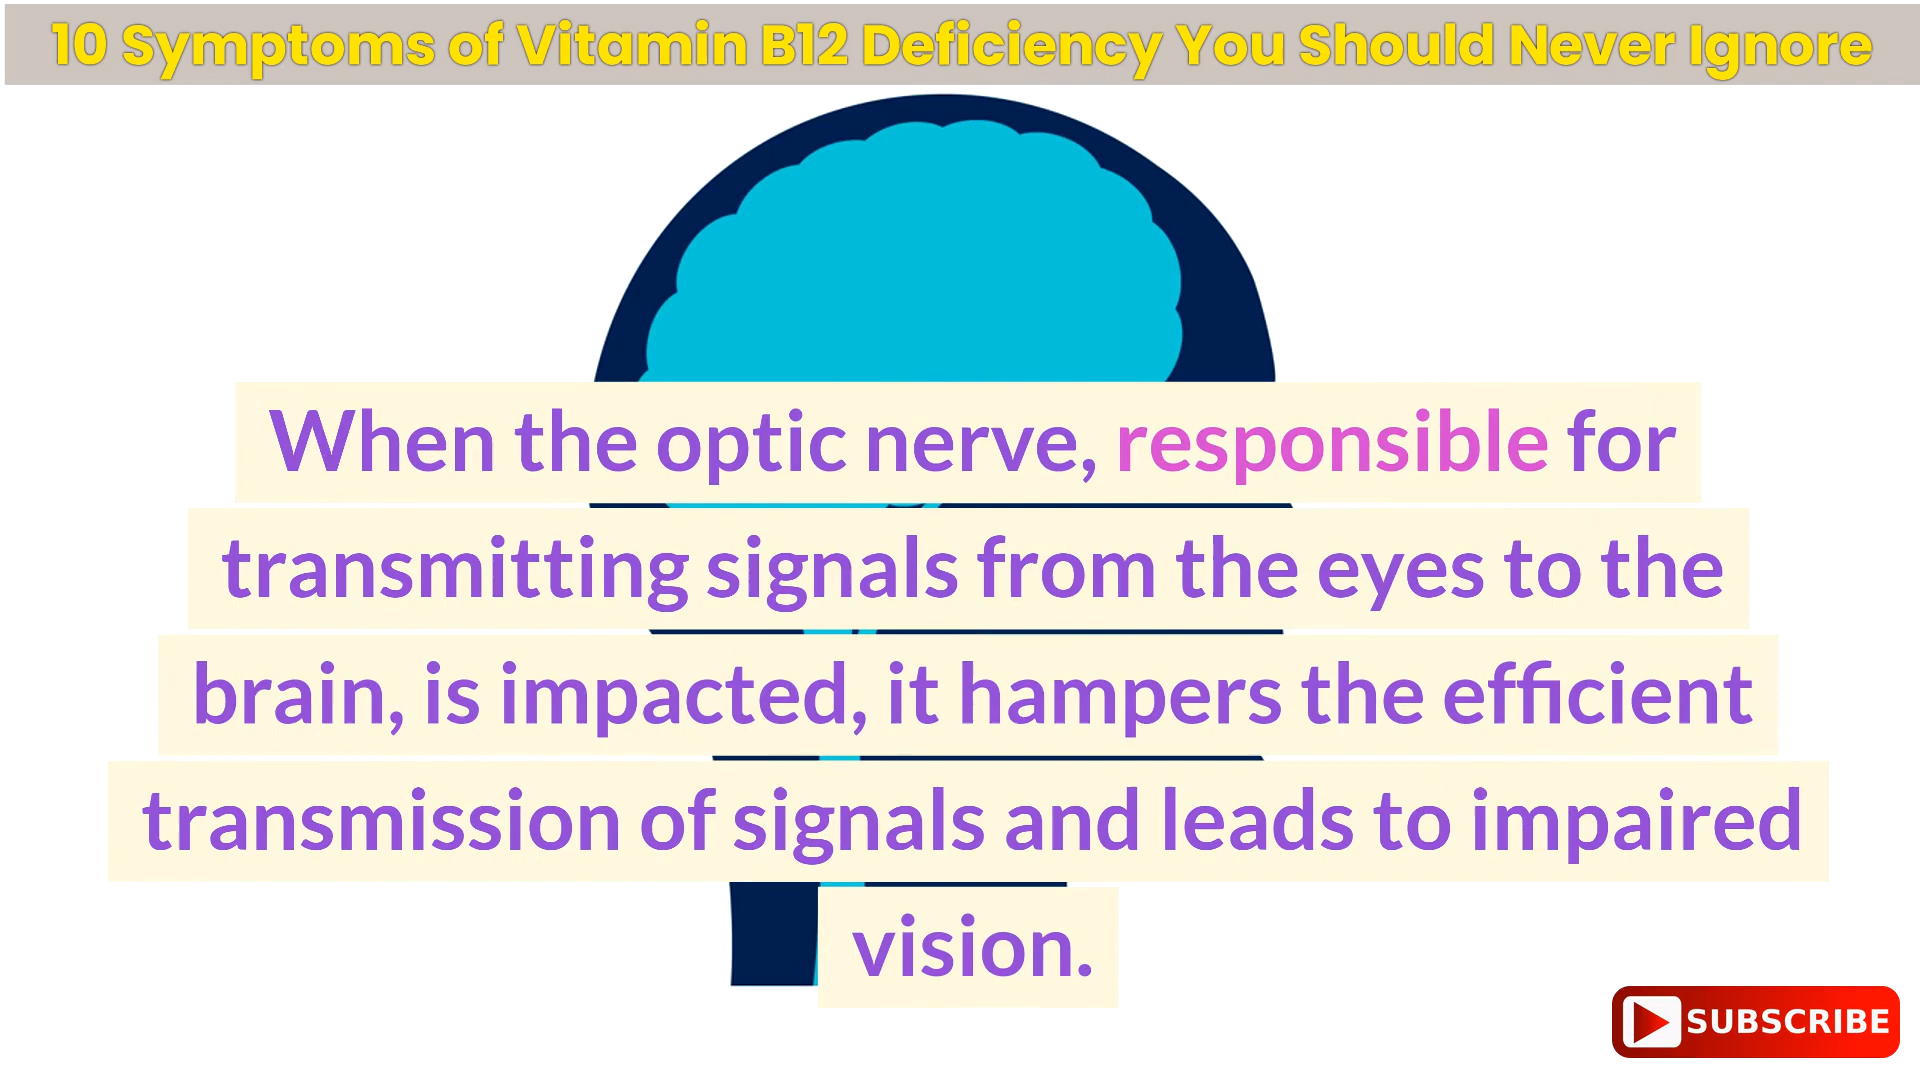 10 Symptoms of Vitamin B12 Deficiency You Should Never Ignore
When the optic nerve, responsible for
transmitting signals from the eyes to the
brain, is impacted, it hampers the efficient
transmission of signals and leads to impaired
vision.
SUBSCRIBE